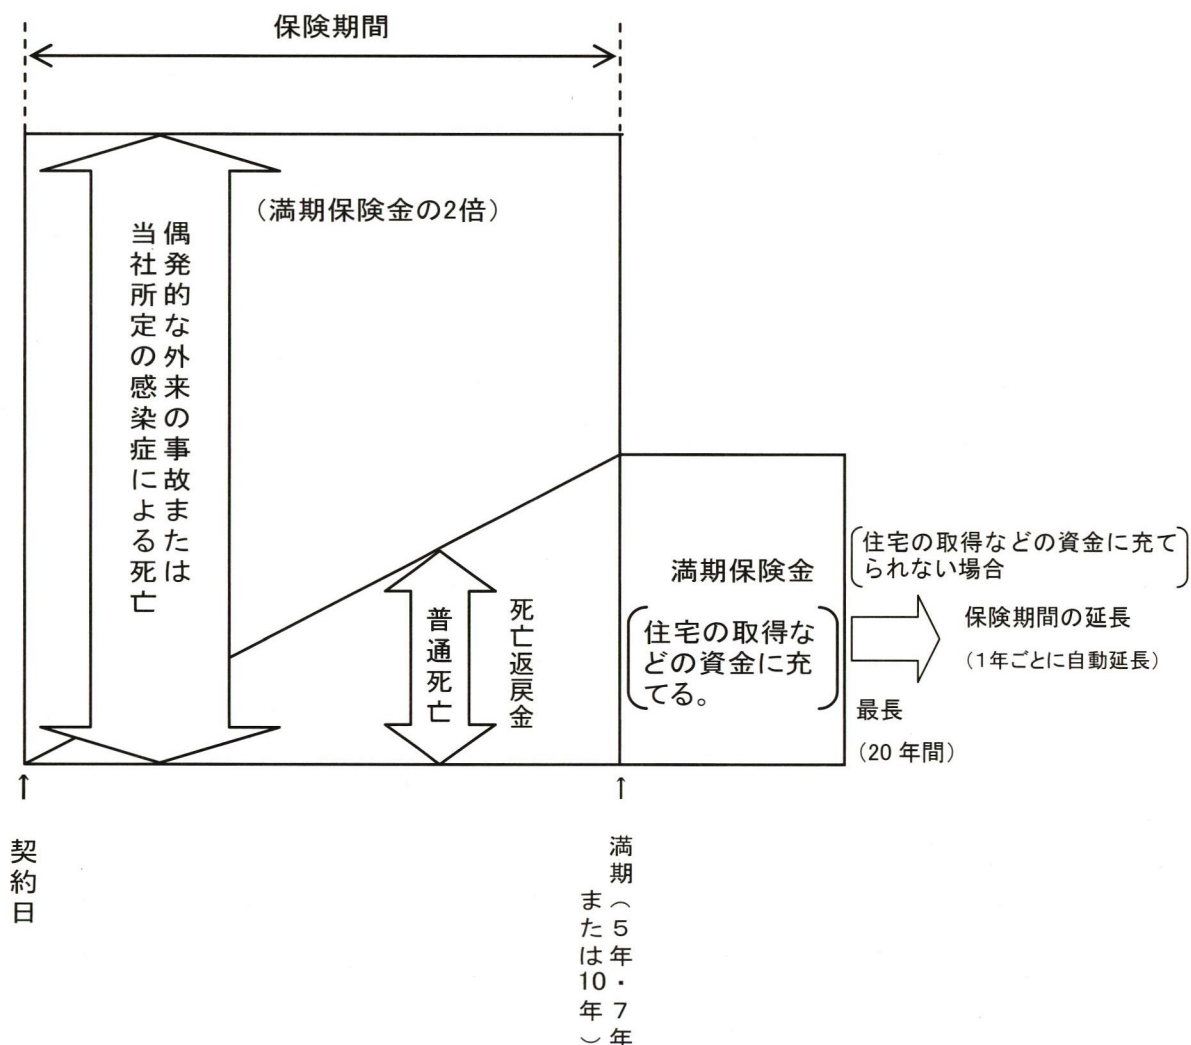 保険期間
(満期保険金の2倍)
偶発的な外来の事故または
当社所定の感染症による死亡
普通死亡
死亡返戻金
満期保険金
住宅の取得な
どの資金に充
てる。
住宅の取得などの資金に充て
られない場合
保険期間の延長
(1年ごとに自動延長)
最長
(20年間)
↑
契約日
↑
満期(5年・7年
または10年)